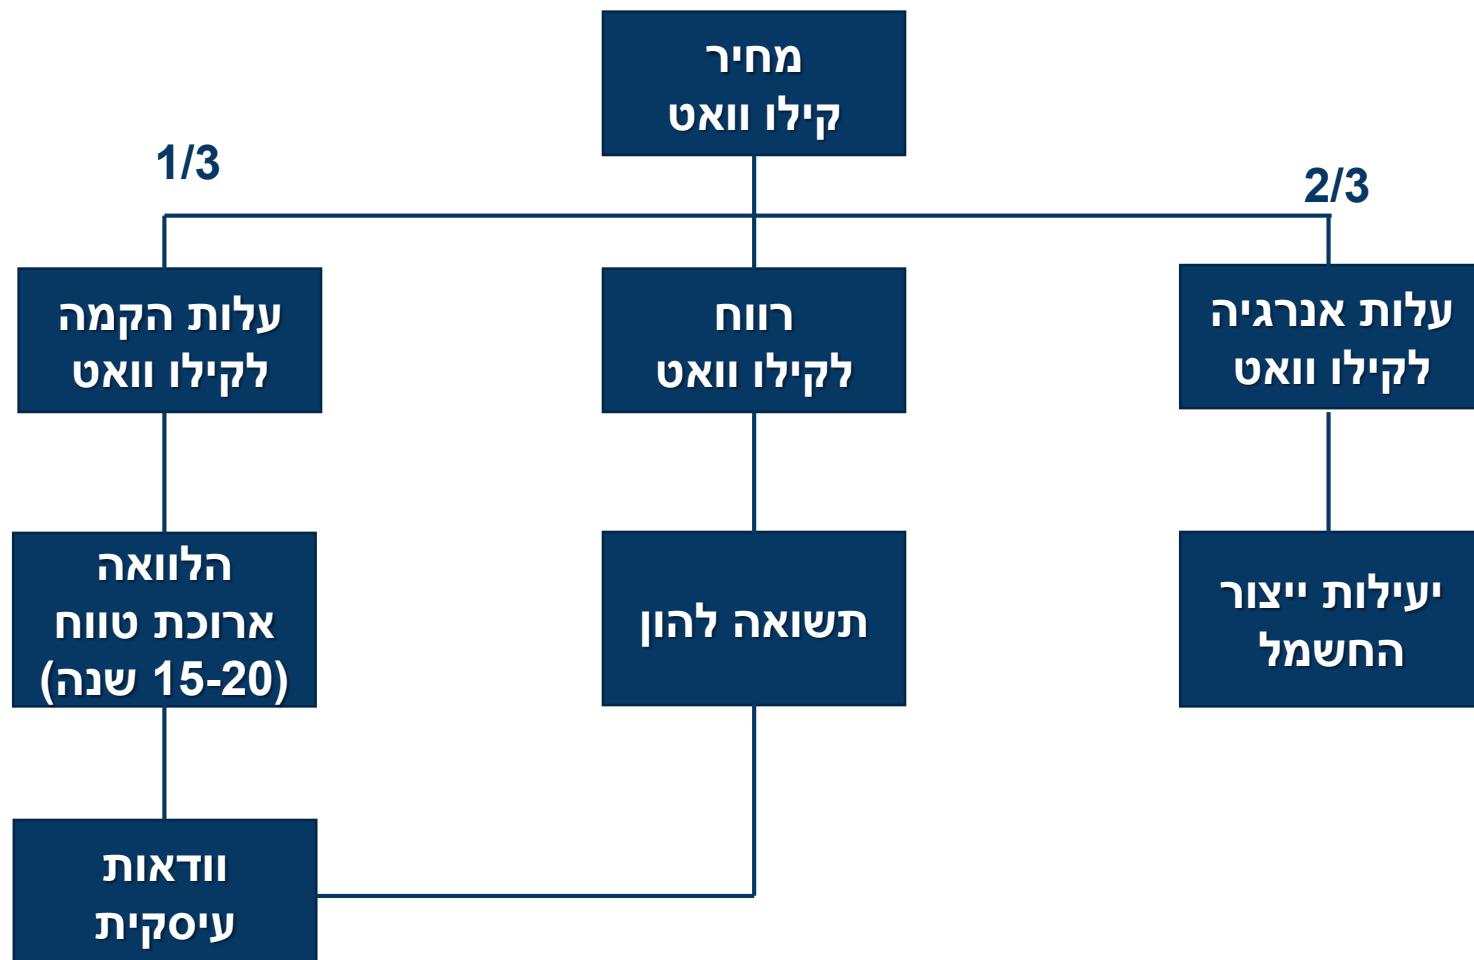 מחיר
קילו וואט
1/3
2/3
עלות אנרגיה
לקילו וואט
רווח
לקילו וואט
עלות הקמה
לקילו וואט
יעילות ייצור
החשמל
תשואה להון
הלוואה
ארוכת טווח
(15-20 שנה)
וודאות
עיסקית